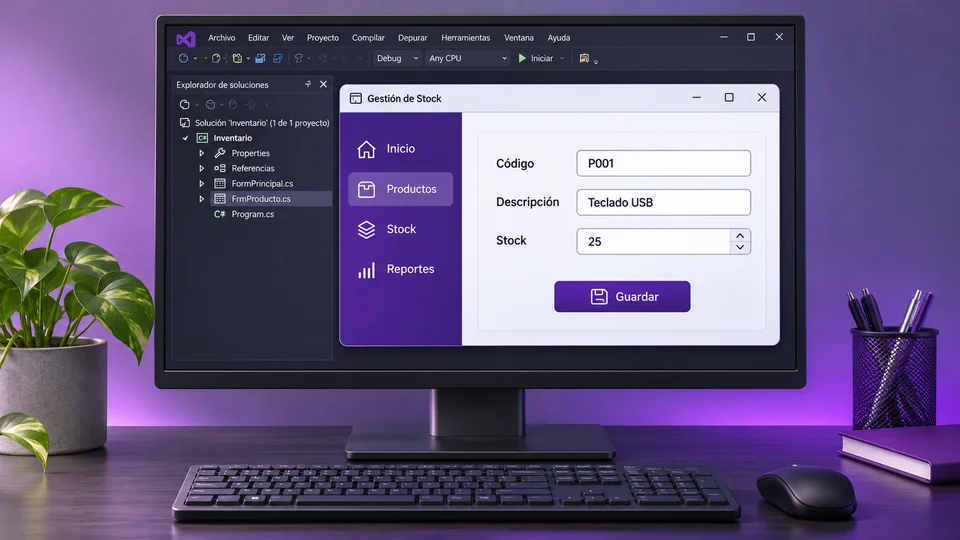 Archivo Editar Ver Proyecto Compilar Depurar Herramientas Ventana Ayuda
Debug Any CPU Iniciar
Explorador de soluciones
Solución 'Inventario' (1 de 1 proyecto)
C# Inventario
Properties
Referencias
FormPrincipal.cs
FrmProducto.cs
C# Program.cs
Gestión de Stock
Inicio
Productos
Stock
Reportes
Código P001
Descripción Teclado USB
Stock 25
Guardar